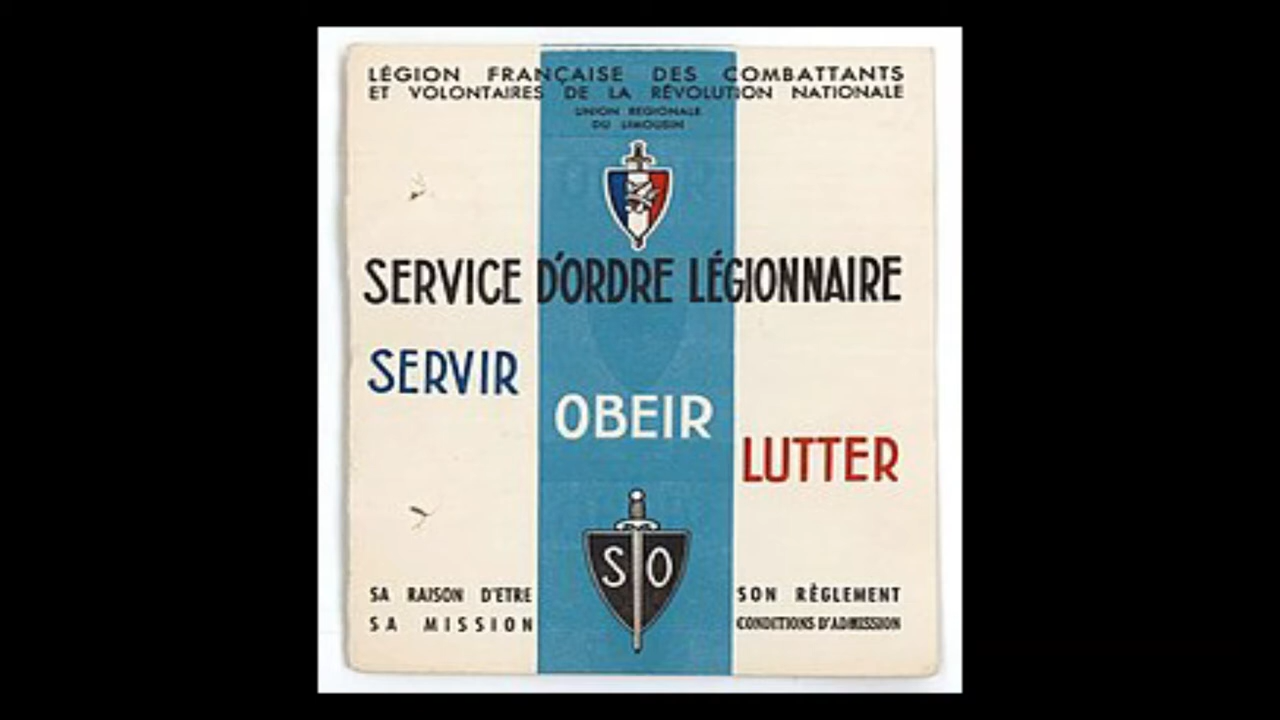 LÉGION FRANÇAISE DES COMBATTANTS
ET VOLONTAIRES DE LA RÉVOLUTION NATIONALE
UNION REGIONALE
DU LIMOUSIN
SERVICE D'ORDRE LÉGIONNAIRE
SERVIR
OBEIR
LUTTER
S O
SA RAISON D'ETRE
SA MISSION
SON RÈGLEMENT
CONDITIONS D'ADMISSION